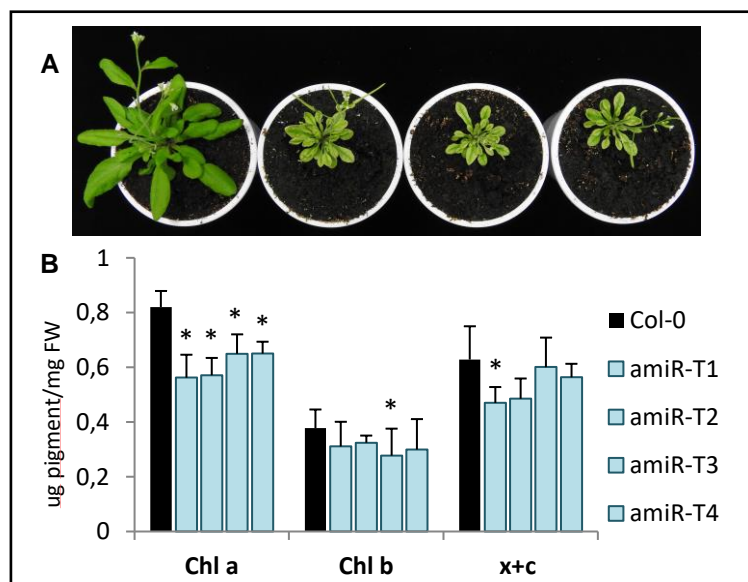 A
B
ug pigment/mg FW
1
0,8
0,6
0,4
0,2
0
* * * *
*
*
Chl a Chl b x+c
Col-0
amiR-T1
amiR-T2
amiR-T3
amiR-T4